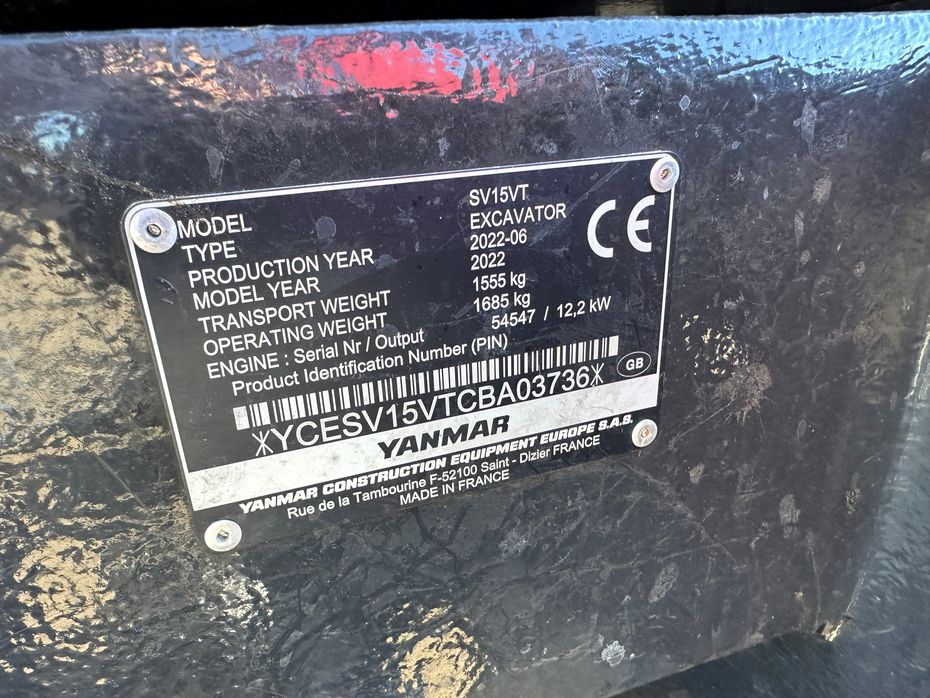 MODEL SV15VT
TYPE EXCAVATOR
PRODUCTION YEAR 2022-06
MODEL YEAR 2022
TRANSPORT WEIGHT 1555 kg
OPERATING WEIGHT 1685 kg
ENGINE : Serial Nr / Output 54547 / 12,2 kW
Product Identification Number (PIN)
CE
GB
YCESV15VTCBA03736
YANMAR
YANMAR CONSTRUCTION EQUIPMENT EUROPE S.A.S.
Rue de la Tambourine F-52100 Saint - Dizier FRANCE
MADE IN FRANCE